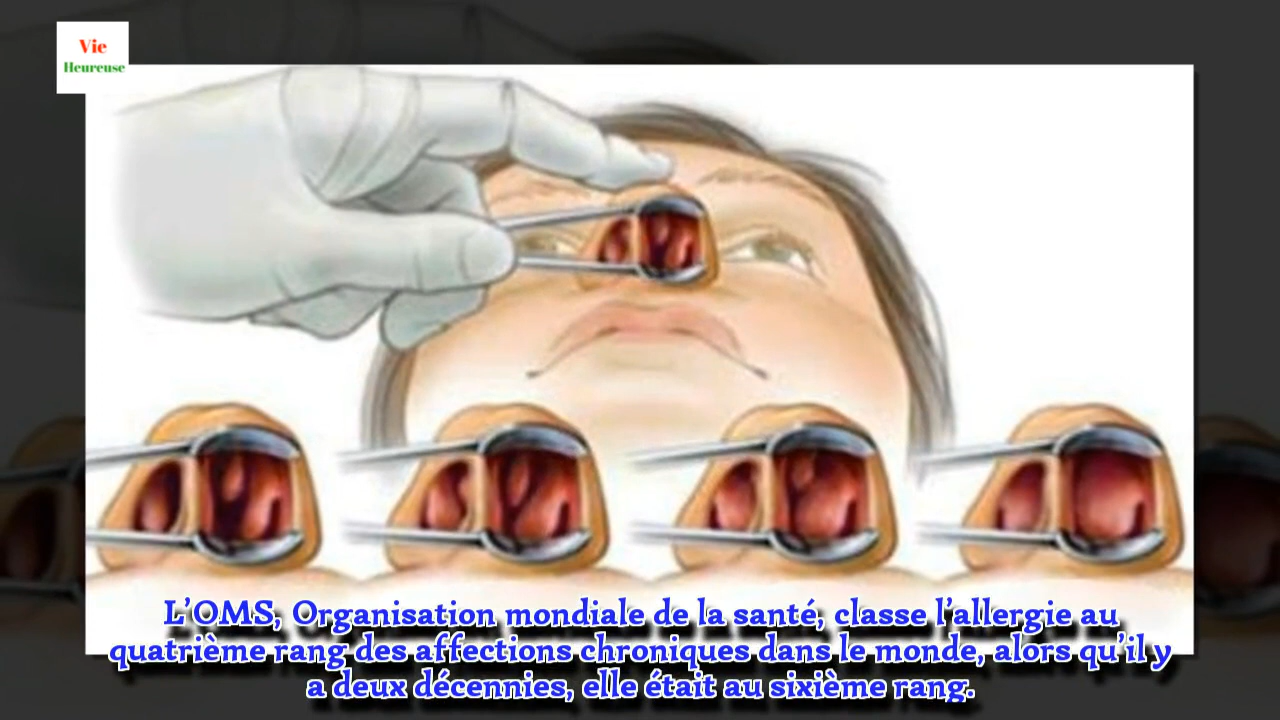 Vie
Heureuse
L'OMS, Organisation mondiale de la santé, classe l'allergie au
quatrième rang des affections chroniques dans le monde, alors qu'il y
a deux décennies, elle était au sixième rang.